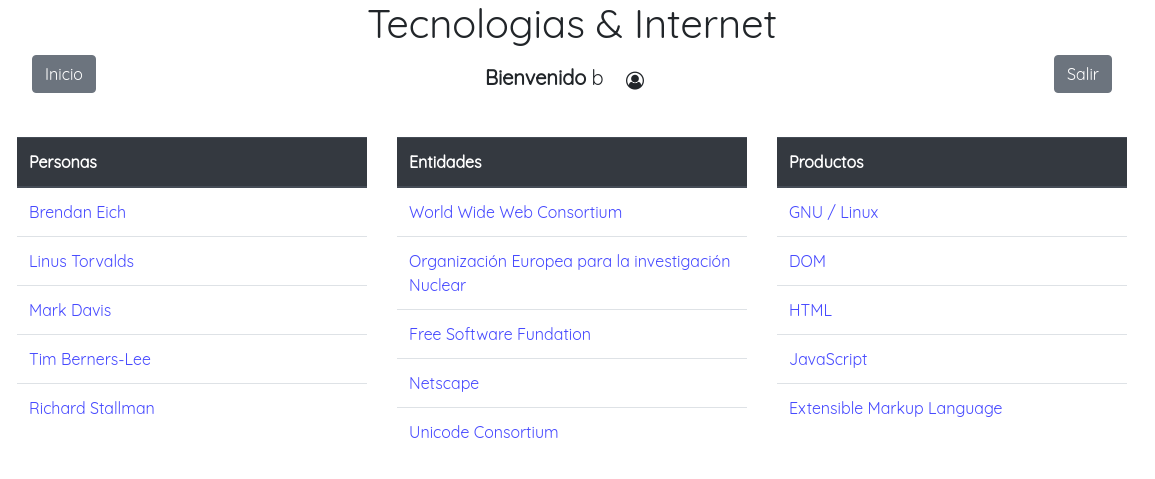 Tecnologias & Internet
Inicio
Bienvenido b
Salir
Personas
Brendan Eich
Linus Torvalds
Mark Davis
Tim Berners-Lee
Richard Stallman
Entidades
World Wide Web Consortium
Organización Europea para la investigación
Nuclear
Free Software Fundation
Netscape
Unicode Consortium
Productos
GNU / Linux
DOM
HTML
JavaScript
Extensible Markup Language